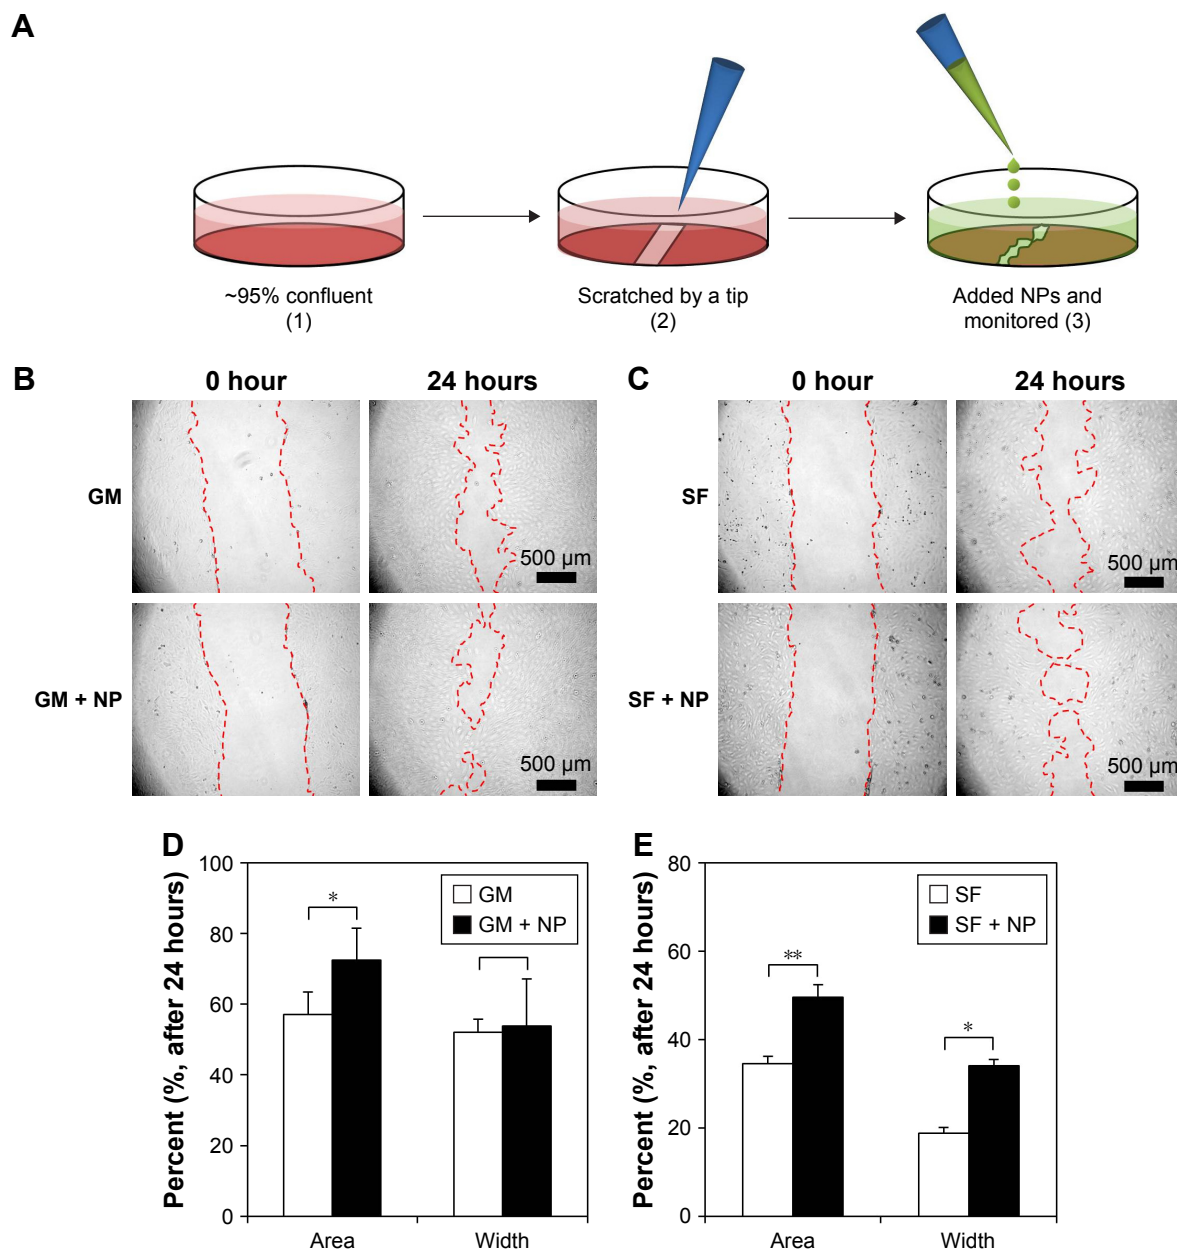 A
~95% confluent
(1)
Scratched by a tip
(2)
Added NPs and
monitored (3)
B
0 hour
24 hours
GM
500 µm
GM + NP
500 µm
C
0 hour
24 hours
SF
500 µm
SF + NP
500 µm
D
Percent (%, after 24 hours)
100
80
60
40
20
0
*
GM
GM + NP
Area
Width
E
Percent (%, after 24 hours)
80
60
40
20
0
**
*
SF
SF + NP
Area
Width